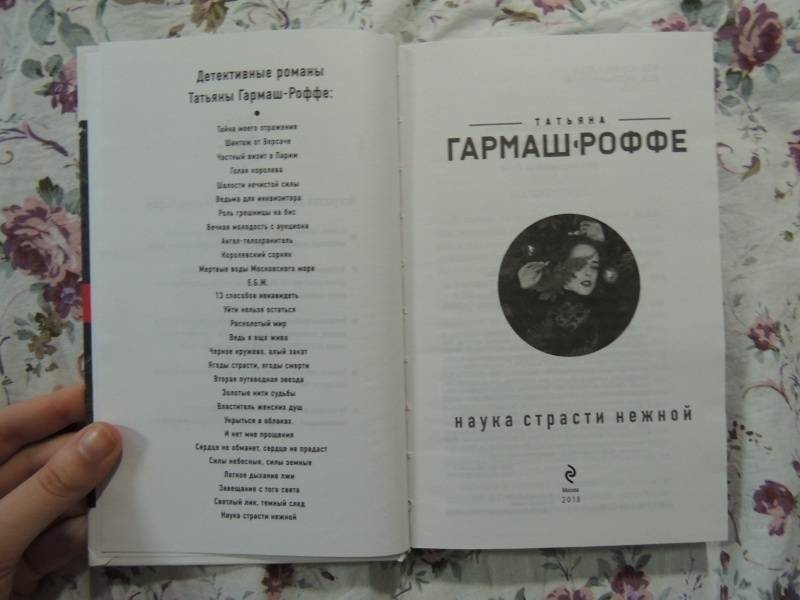 Детективные романы
Татьяны Гармаш-Роффе:
Тайна моего отражения
Шантаж от Версаче
Частный визит в Париж
Голая королева
Шалости нечистой силы
Ведьма для инквизитора
Роль грешницы на бис
Вечная молодость с аукциона
Ангел-телохранитель
Королевский сорняк
Мертвые воды Московского моря
Е.Б.Ж.
13 способов ненавидеть
Уйти нельзя остаться
Расколотый мир
Ведь я еще жива
Черное кружево, алый закат
Ягоды страсти, ягоды смерти
Вторая путеводная звезда
Золотые нити судьбы
Властитель женских душ
Укрыться в облаках
И нет мне прощения
Сердце не обманет, сердце не предаст
Силы небесные, силы земные
Легкое дыхание лжи
Завещание с того света
Светлый лик, темный след
Наука страсти нежной
ТАТЬЯНА
ГАРМАШ-РОФФЕ
наука страсти нежной
Москва
2018